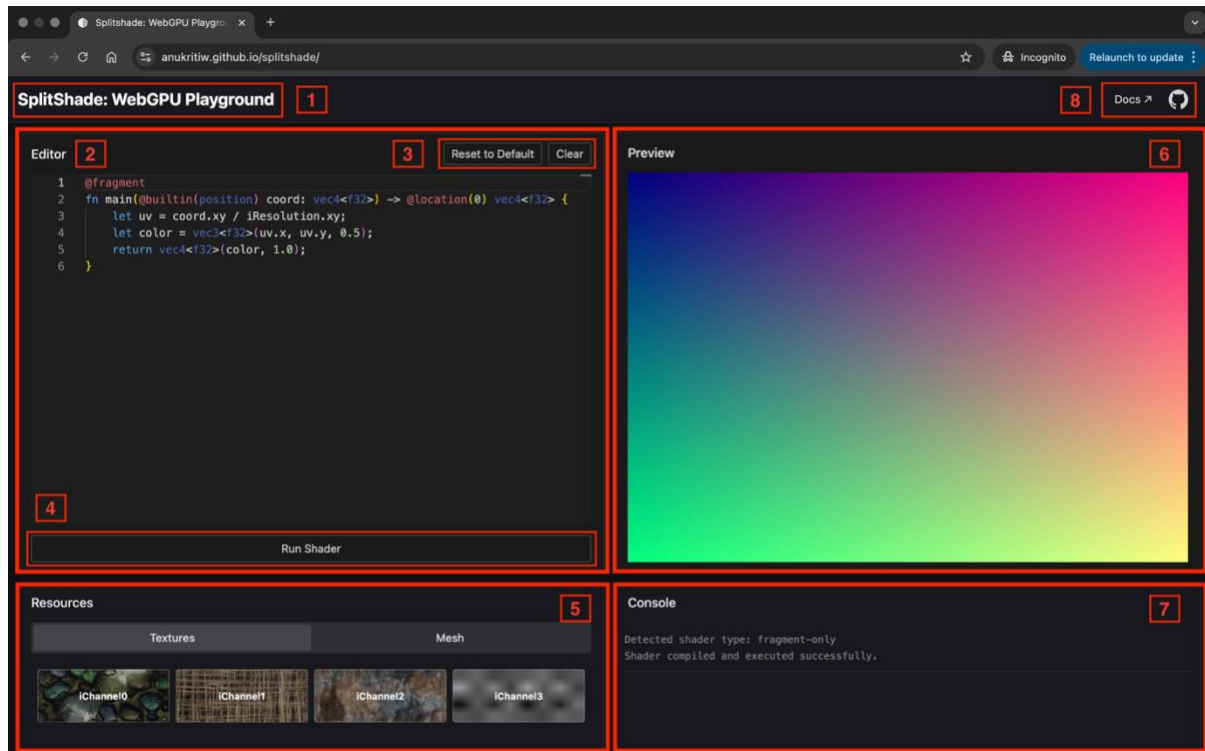 Splitshade: WebGPU Playgro
anukritiw.github.io/splitshade/
Incognito
Relaunch to update
SplitShade: WebGPU Playground
1
8
Docs ↗
Editor
2
3
Reset to Default
Clear
1 @fragment
2 fn main(@builtin(position) coord: vec4<f32>) -> @location(0) vec4<f32> {
3 let uv = coord.xy / iResolution.xy;
4 let color = vec3<f32>(uv.x, uv.y, 0.5);
5 return vec4<f32>(color, 1.0);
6 }
4
Run Shader
Preview
6
Resources
5
Textures
Mesh
iChannel0
iChannel1
iChannel2
iChannel3
Console
7
Detected shader type: fragment-only
Shader compiled and executed successfully.